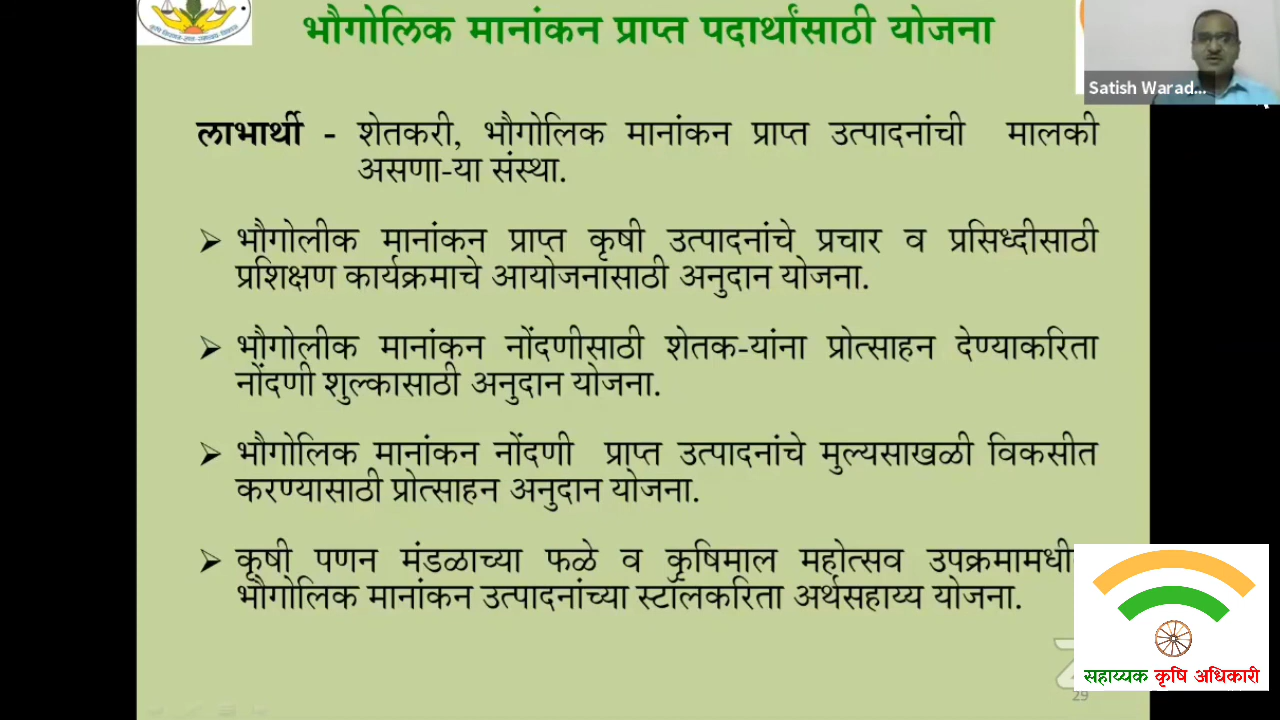 भौगोलिक मानांकन प्राप्त पदार्थांसाठी योजना
Satish Warad...
लाभार्थी - शेतकरी, भौगोलिक मानांकन प्राप्त उत्पादनांची मालकी
असणा-या संस्था.
➢ भौगोलीक मानांकन प्राप्त कृषी उत्पादनांचे प्रचार व प्रसिध्दीसाठी
प्रशिक्षण कार्यक्रमाचे आयोजनासाठी अनुदान योजना.
➢ भौगोलीक मानांकन नोंदणीसाठी शेतक-यांना प्रोत्साहन देण्याकरिता
नोंदणी शुल्कासाठी अनुदान योजना.
➢ भौगोलिक मानांकन नोंदणी प्राप्त उत्पादनांचे मुल्यसाखळी विकसीत
करण्यासाठी प्रोत्साहन अनुदान योजना.
➢ कृषी पणन मंडळाच्या फळे व कृषिमाल महोत्सव
भौगोलिक मानांकन उत्पादनांच्या स्टॉलकरिता अर्थसहाय्य योजना.
सहाय्यक कृषि अधिकारी
29